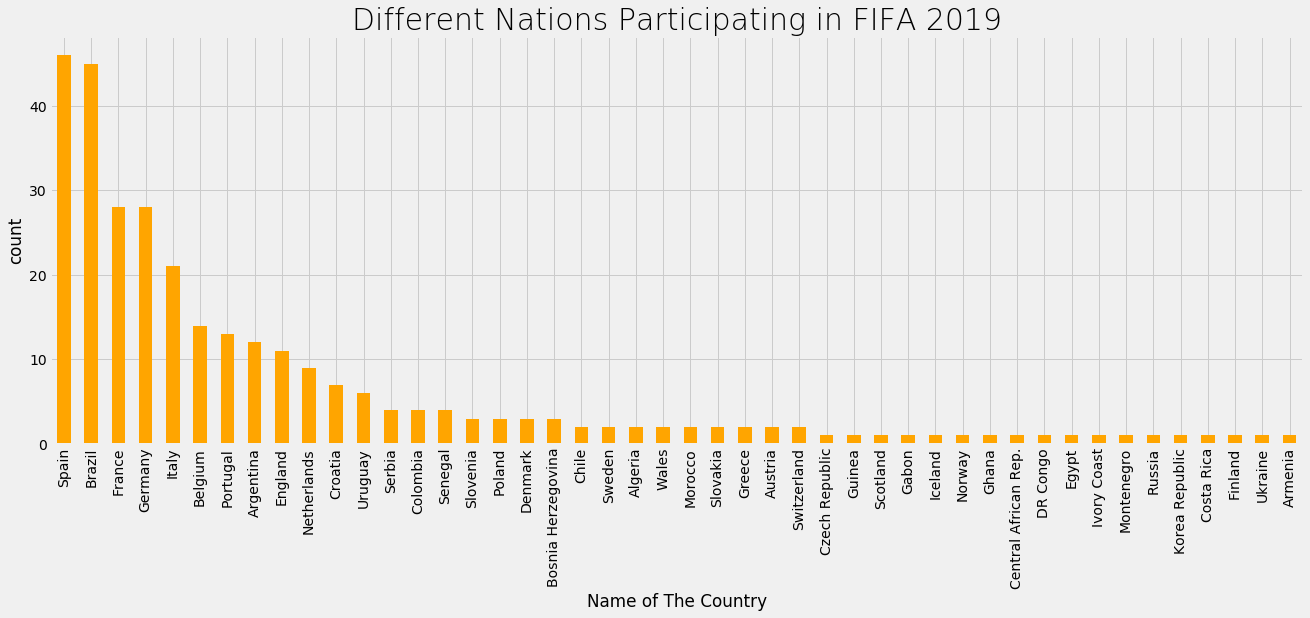 Different Nations Participating in FIFA 2019
count
40
30
20
10
0
Spain
Brazil
France
Germany
Italy
Belgium
Portugal
Argentina
England
Netherlands
Croatia
Uruguay
Serbia
Colombia
Senegal
Slovenia
Poland
Denmark
Bosnia Herzegovina
Chile
Sweden
Algeria
Wales
Morocco
Slovakia
Greece
Austria
Switzerland
Czech Republic
Guinea
Scotland
Gabon
Iceland
Norway
Ghana
Central African Rep.
DR Congo
Egypt
Ivory Coast
Montenegro
Russia
Korea Republic
Costa Rica
Finland
Ukraine
Armenia
Name of The Country